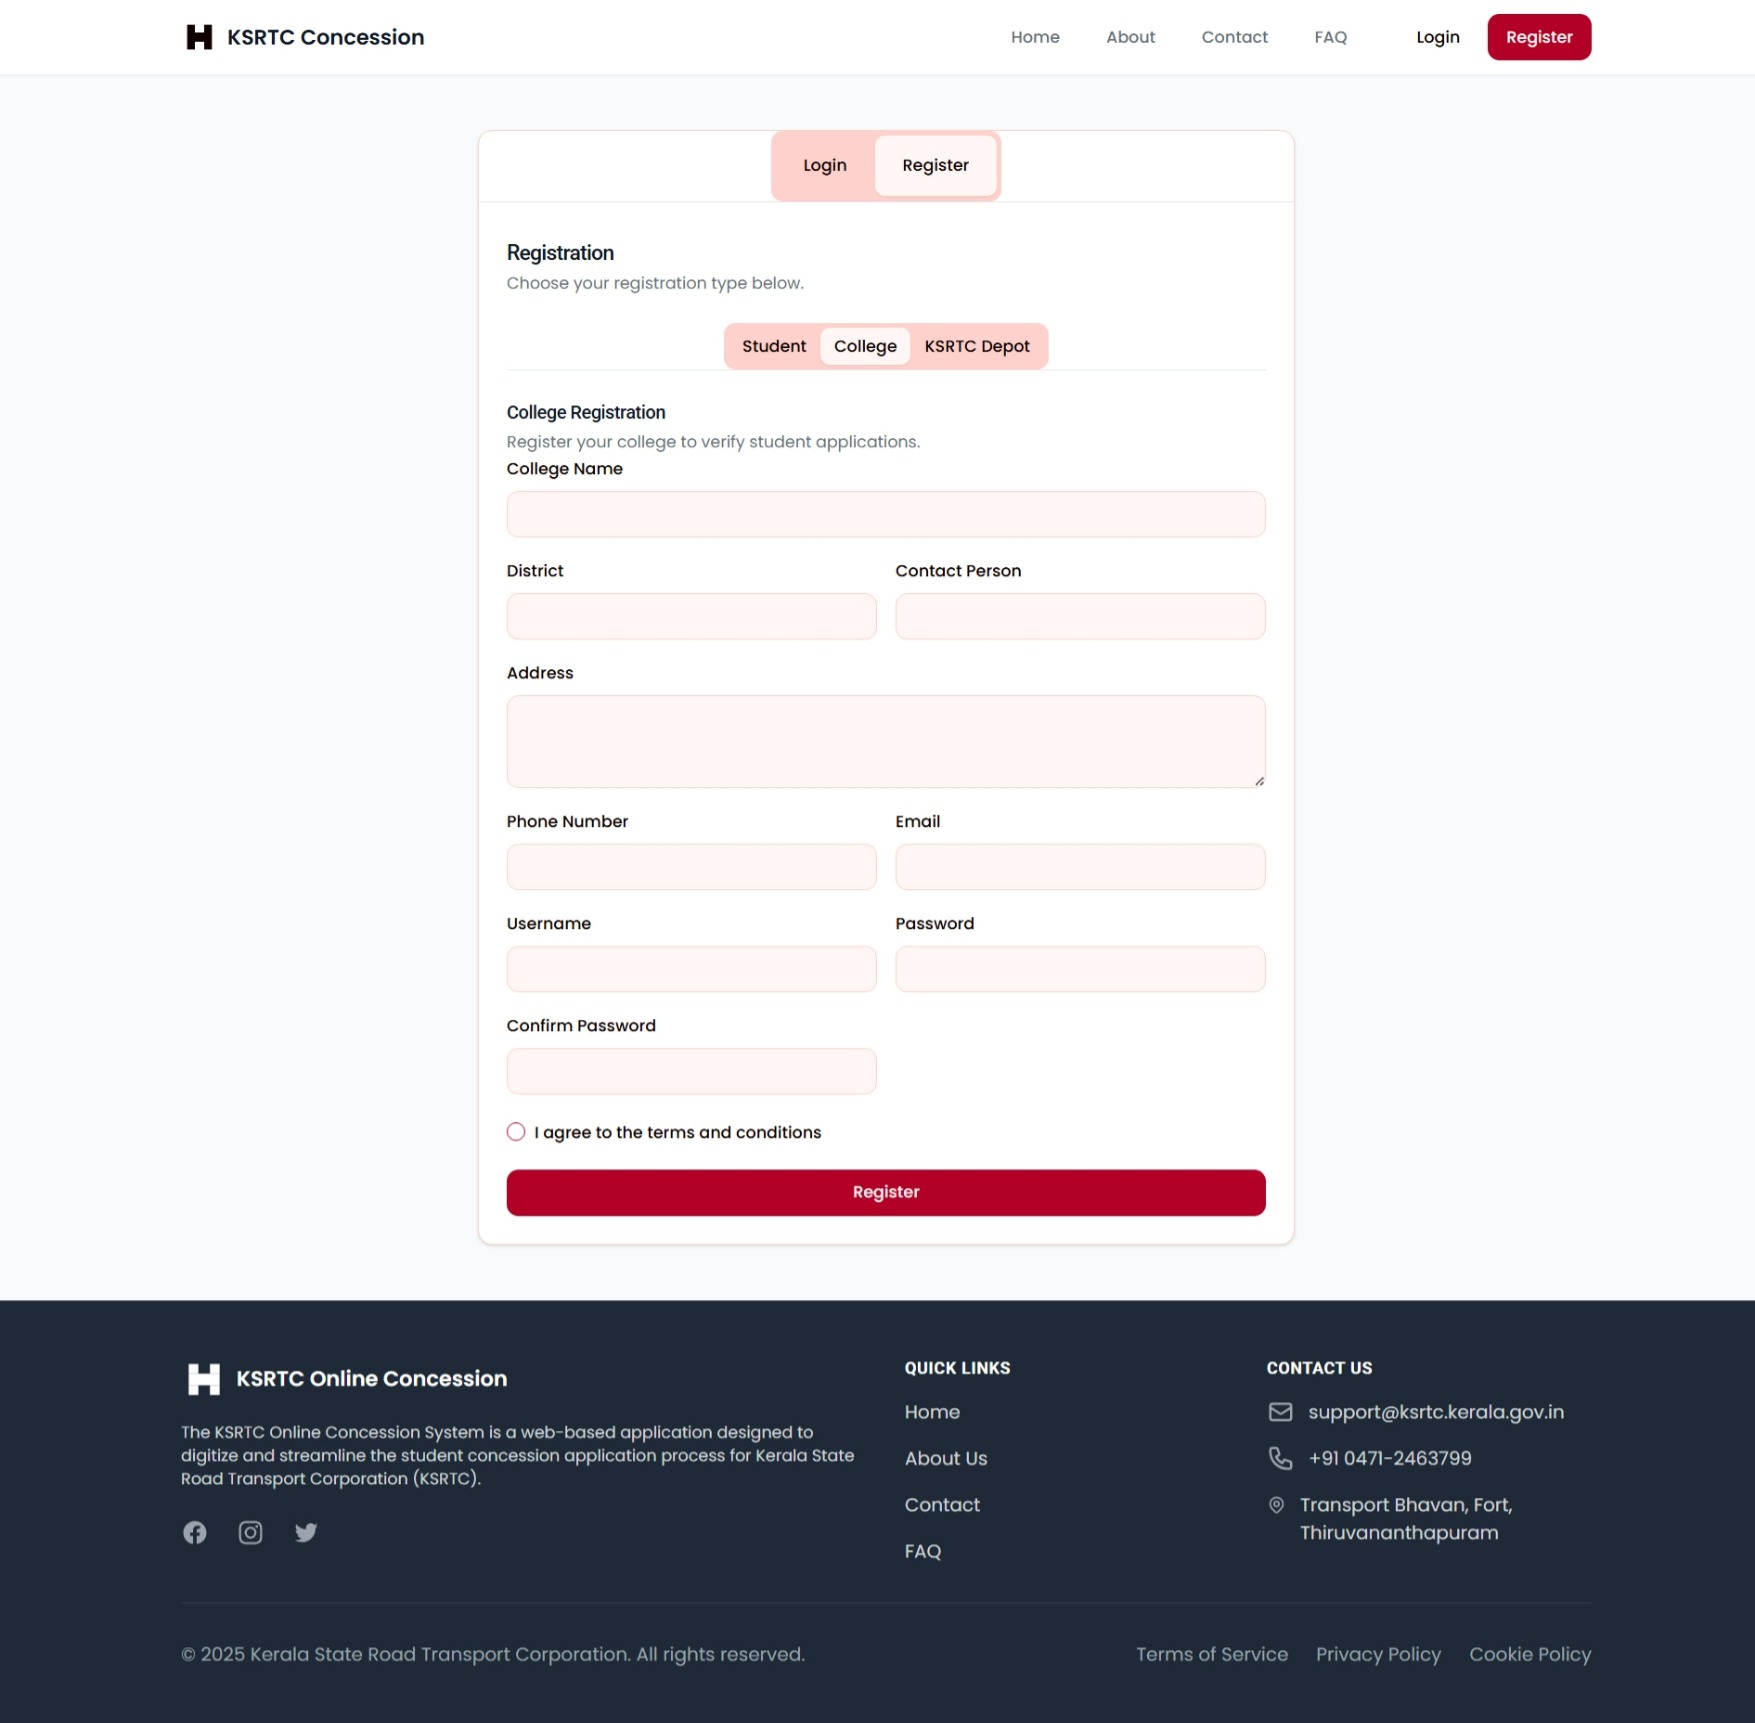 KSRTC Concession
Home About Contact FAQ Login Register
Login Register
Registration
Choose your registration type below.
Student College KSRTC Depot
College Registration
Register your college to verify student applications.
College Name
District Contact Person
Address
Phone Number Email
Username Password
Confirm Password
I agree to the terms and conditions
Register
KSRTC Online Concession
The KSRTC Online Concession System is a web-based application designed to
digitize and streamline the student concession application process for Kerala State
Road Transport Corporation (KSRTC).
QUICK LINKS
Home
About Us
Contact
FAQ
CONTACT US
support@ksrtc.kerala.gov.in
+91 0471-2463799
Transport Bhavan, Fort,
Thiruvananthapuram
© 2025 Kerala State Road Transport Corporation. All rights reserved.
Terms of Service Privacy Policy Cookie Policy